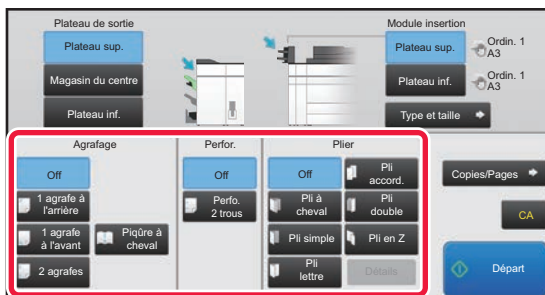 Plateau de sortie
Plateau sup.
Magasin du centre
Plateau inf.
Module insertion
Plateau sup.
Ordin. 1
A3
Plateau inf.
Ordin. 1
A3
Type et taille
Agrafage
Off
1 agrafe à
l'arrière
1 agrafe
à l'avant
Piqûre à
cheval
2 agrafes
Perfor.
Off
Perfo.
2 trous
Plier
Off
Pli
accord.
Pli à
cheval
Pli
double
Pli simple
Pli en Z
Pli
lettre
Détails
Copies/Pages
CA
Départ